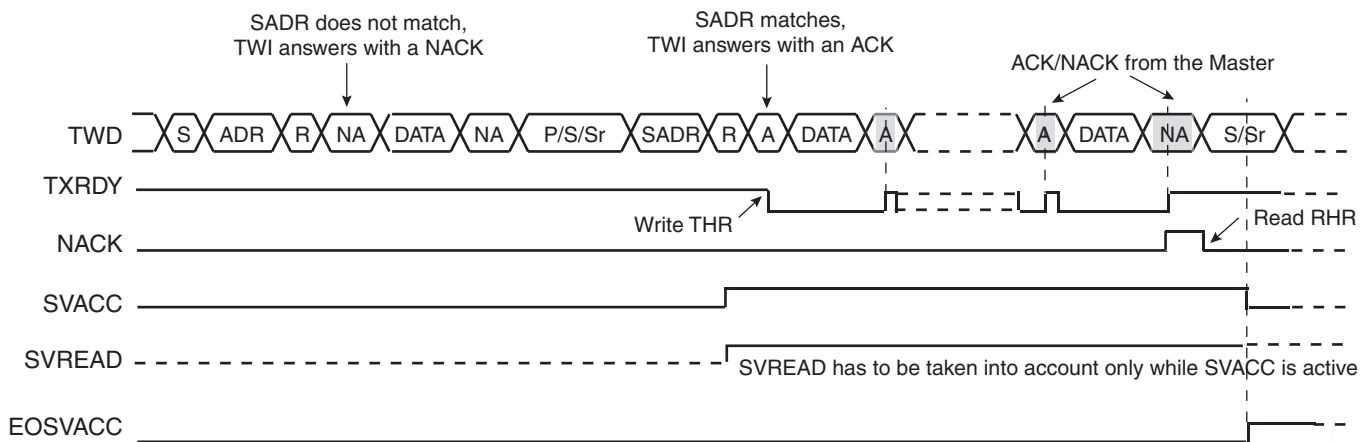 SADR does not match,
TWI answers with a NACK
SADR matches,
TWI answers with an ACK
ACK/NACK from the Master
TWD
S ADR R NA DATA NA P/S/Sr SADR R A DATA A A DATA NA S/Sr
TXRDY
Write THR
Read RHR
NACK
SVACC
SVREAD
SVREAD has to be taken into account only while SVACC is active
EOSVACC